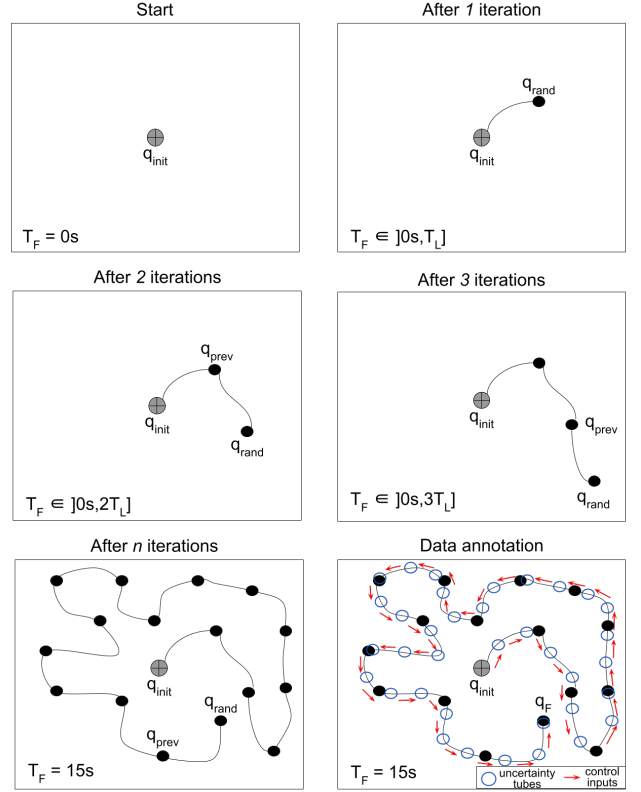 Start
q_init
T_F = 0s
After 1 iteration
q_rand
q_init
T_F ∈ ]0s,T_L]
After 2 iterations
q_prev
q_init
q_rand
T_F ∈ ]0s,2T_L]
After 3 iterations
q_init
q_prev
q_rand
T_F ∈ ]0s,3T_L]
After n iterations
q_init
q_rand
q_prev
T_F = 15s
Data annotation
q_init
q_F
T_F = 15s
uncertainty
tubes
control
inputs